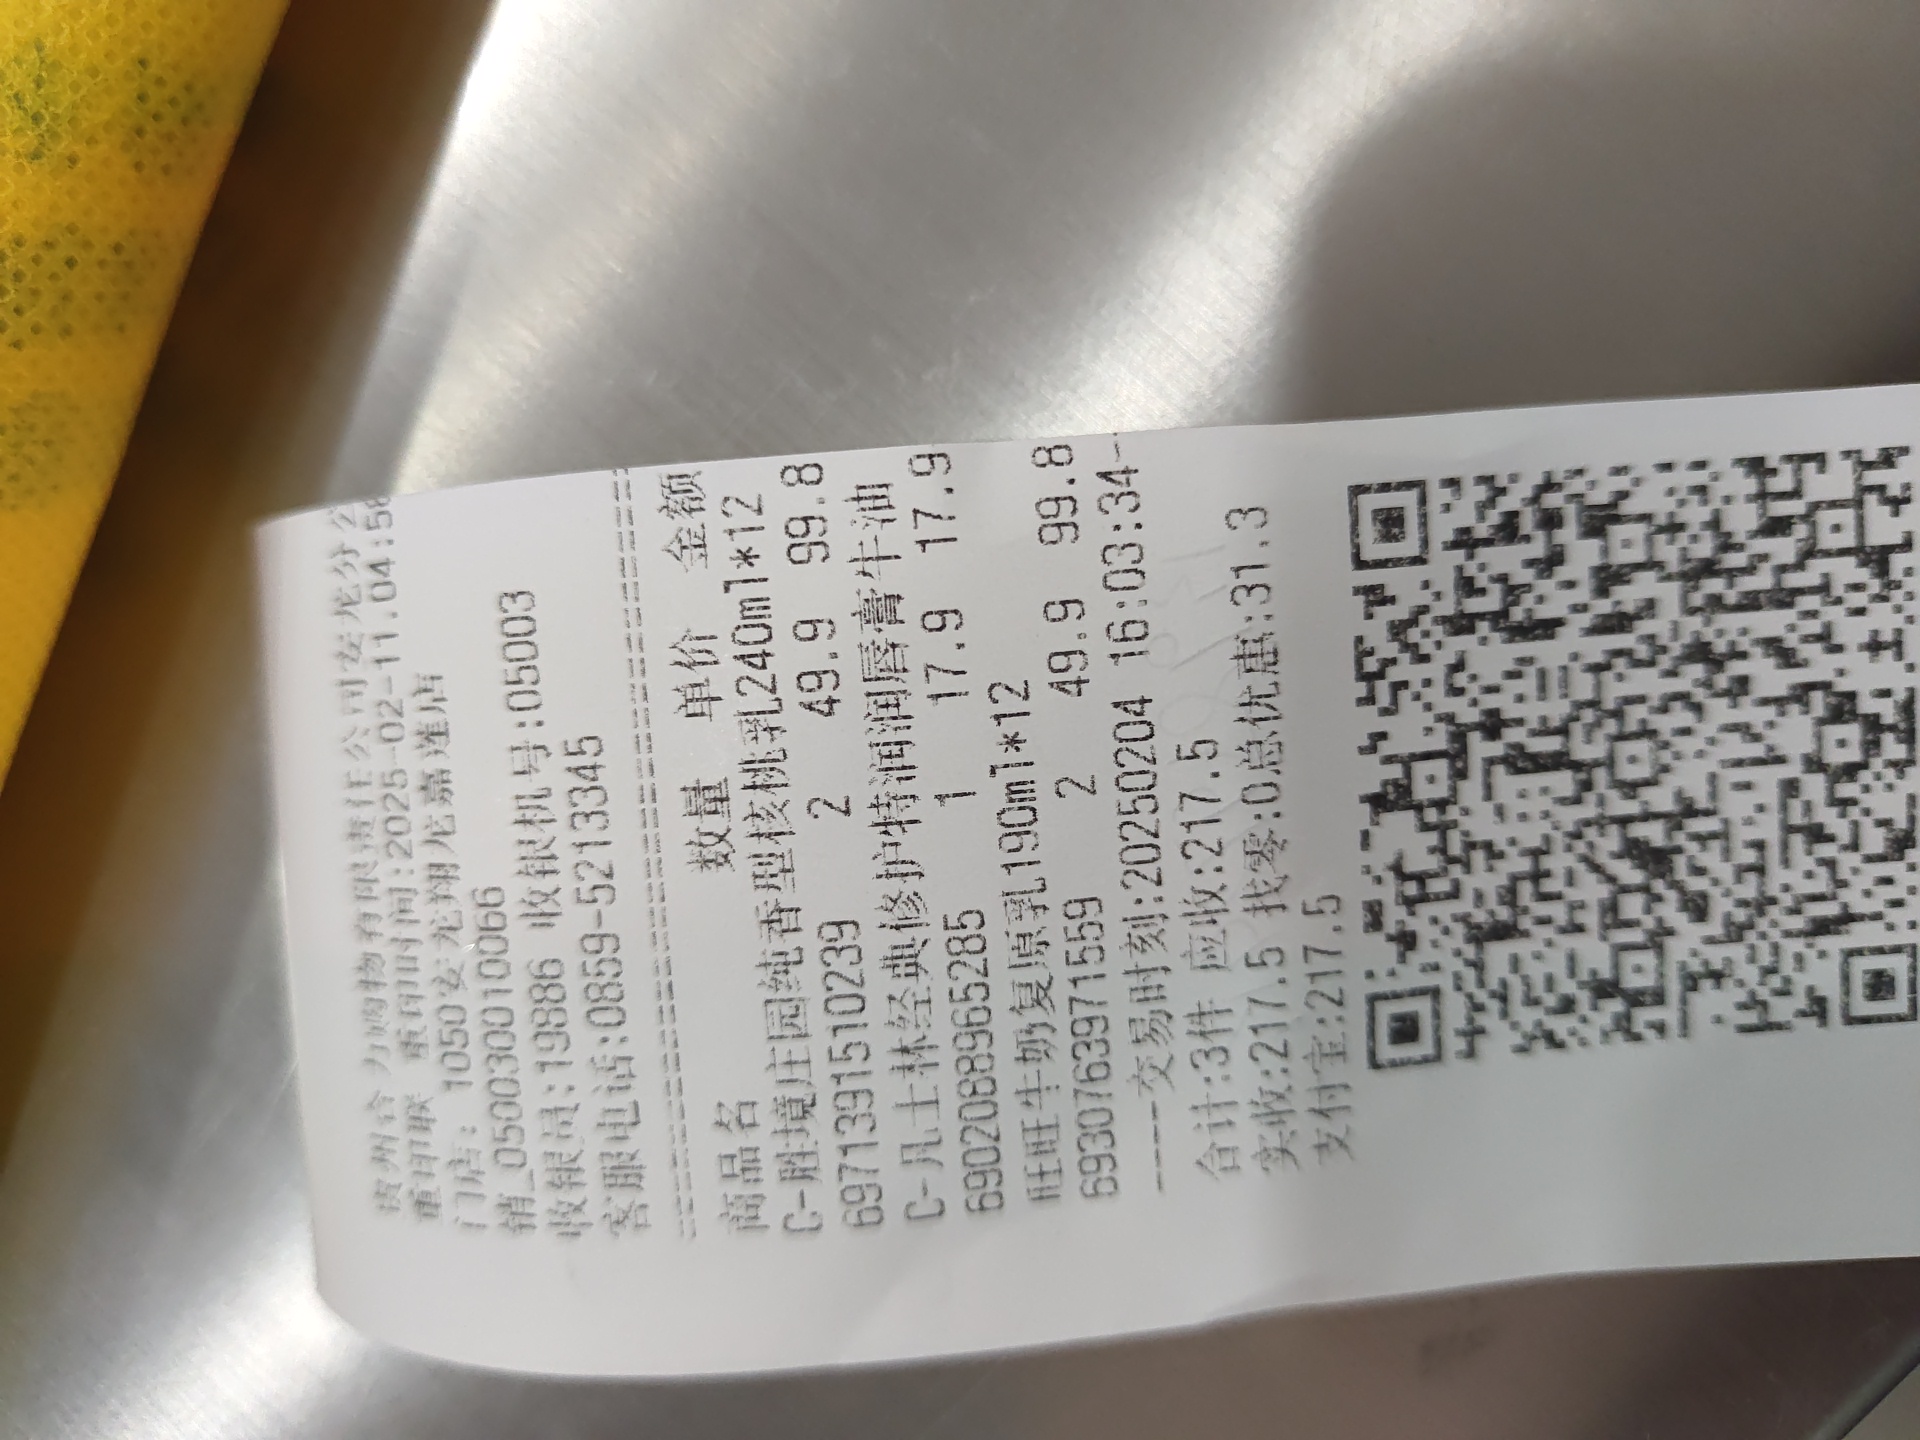 贵州合力购物有限责任公司安龙分公
重印联 重印时间:2025-02-11.04:56
门店: 1050安龙翔龙嘉莲店
销_0500300010066
收银员:19886 收银机号:05003
客服电话:0859-5213345
商品名 数量 单价 金额
C-胜境庄园纯香型核桃乳240ml*12
6971391510239 2 49.9 99.8
C-凡士林经典修护特润润唇膏牛油
6902088965285 1 17.9 17.9
旺旺牛奶复原乳190ml*12
6930763971559 2 49.9 99.8
----交易时刻:20250204 16:03:34-
合计:3件 应收:217.5
实收:217.5 找零:0总优惠:31.3
支付宝:217.5